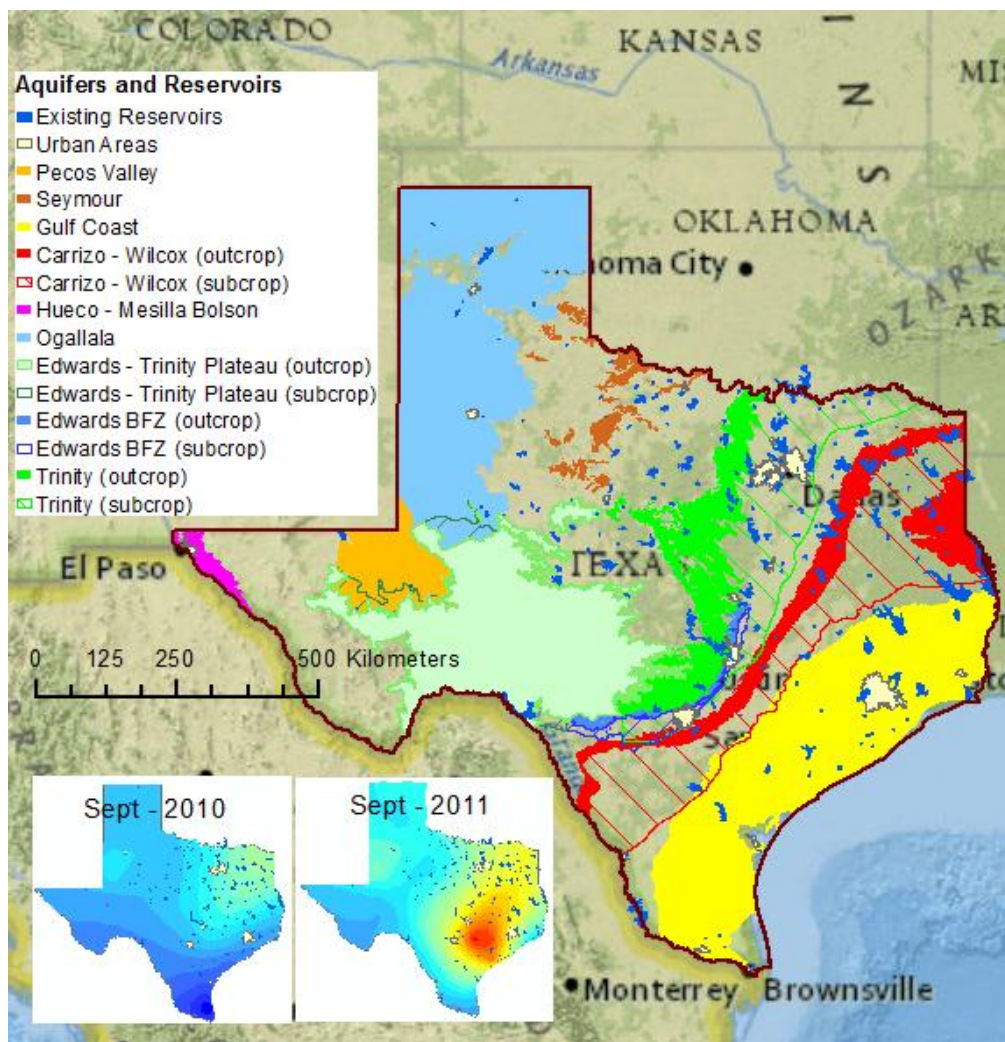 COLORADO
KANSAS
Arkansas
MI
N
S
Aquifers and Reservoirs
Existing Reservoirs
Urban Areas
Pecos Valley
Seymour
Gulf Coast
Carrizo - Wilcox (outcrop)
Carrizo - Wilcox (subcrop)
Hueco - Mesilla Bolson
Ogallala
Edwards - Trinity Plateau (outcrop)
Edwards - Trinity Plateau (subcrop)
Edwards BFZ (outcrop)
Edwards BFZ (subcrop)
Trinity (outcrop)
Trinity (subcrop)
OKLAHOMA
homa City
OZARK
AR
Dallas
El Paso
TEXA
0 125 250 500 Kilometers
Sa
Sept - 2010
Sept - 2011
Monterrey
Brownsville